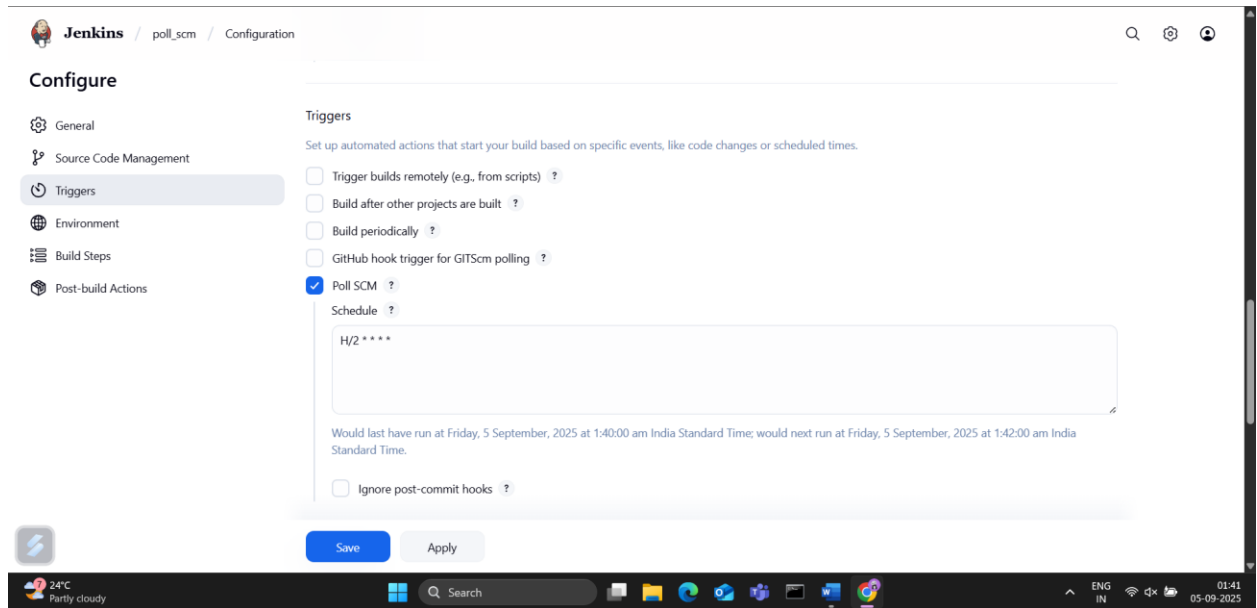 Jenkins / poll_scm / Configuration
Configure
General
Source Code Management
Triggers
Environment
Build Steps
Post-build Actions
Triggers
Set up automated actions that start your build based on specific events, like code changes or scheduled times.
Trigger builds remotely (e.g., from scripts) ?
Build after other projects are built ?
Build periodically ?
GitHub hook trigger for GITScm polling ?
Poll SCM ?
Schedule ?
H/2 * * * *
Would last have run at Friday, 5 September, 2025 at 1:40:00 am India Standard Time; would next run at Friday, 5 September, 2025 at 1:42:00 am India
Standard Time.
Ignore post-commit hooks ?
Save Apply
7 24°C
Partly cloudy
Search
ENG
IN
01:41
05-09-2025